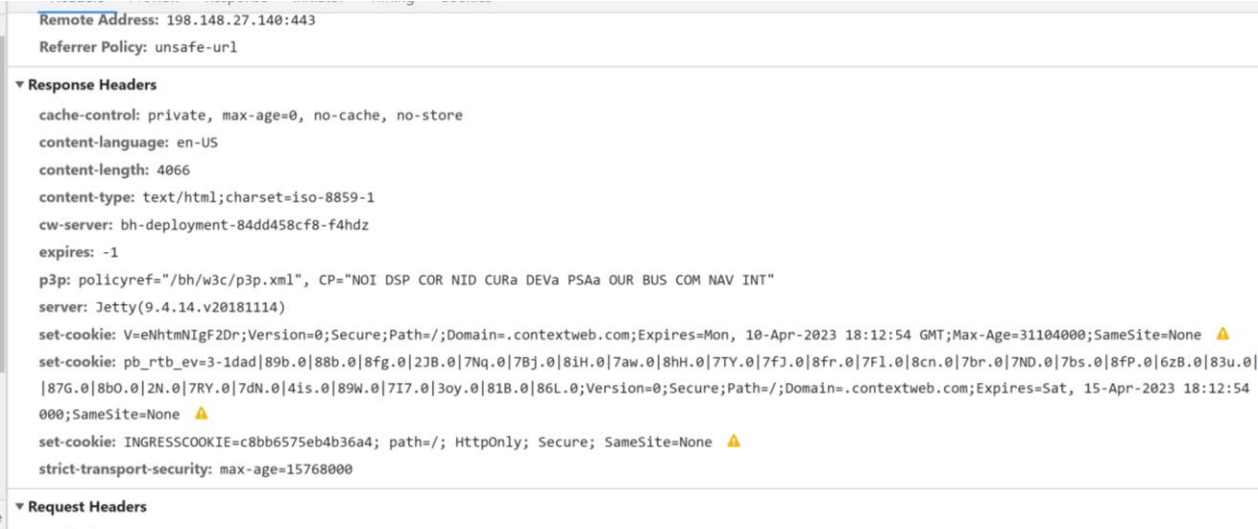 Remote Address: 198.148.27.140:443
Referrer Policy: unsafe-url
Response Headers
cache-control: private, max-age=0, no-cache, no-store
content-language: en-US
content-length: 4066
content-type: text/html;charset=iso-8859-1
cw-server: bh-deployment-84dd458cf8-f4hdz
expires: -1
p3p: policyref="/bh/w3c/p3p.xml", CP="NOI DSP COR NID CURa DEVa PSAa OUR BUS COM NAV INT"
server: Jetty(9.4.14.v20181114)
set-cookie: V=eNhtmNIgF2Dr;Version=0;Secure;Path=/;Domain=.contextweb.com;Expires=Mon, 10-Apr-2023 18:12:54 GMT;Max-Age=31104000;SameSite=None
set-cookie: pb_rtb_ev=3-1dad|89b.0|88b.0|8fg.0|2JB.0|7Nq.0|7Bj.0|8iH.0|7aw.0|8hH.0|7TY.0|7fJ.0|8fr.0|7Fl.0|8cn.0|7br.0|7ND.0|7bs.0|8fP.0|6zB.0|83u.0|
|87G.0|8bO.0|2N.0|7RY.0|7dN.0|4is.0|89W.0|7I7.0|3oy.0|81B.0|86L.0;Version=0;Secure;Path=/;Domain=.contextweb.com;Expires=Sat, 15-Apr-2023 18:12:54
000;SameSite=None
set-cookie: INGRESSCOOKIE=c8bb6575eb4b36a4; path=/; HttpOnly; Secure; SameSite=None
strict-transport-security: max-age=15768000
Request Headers